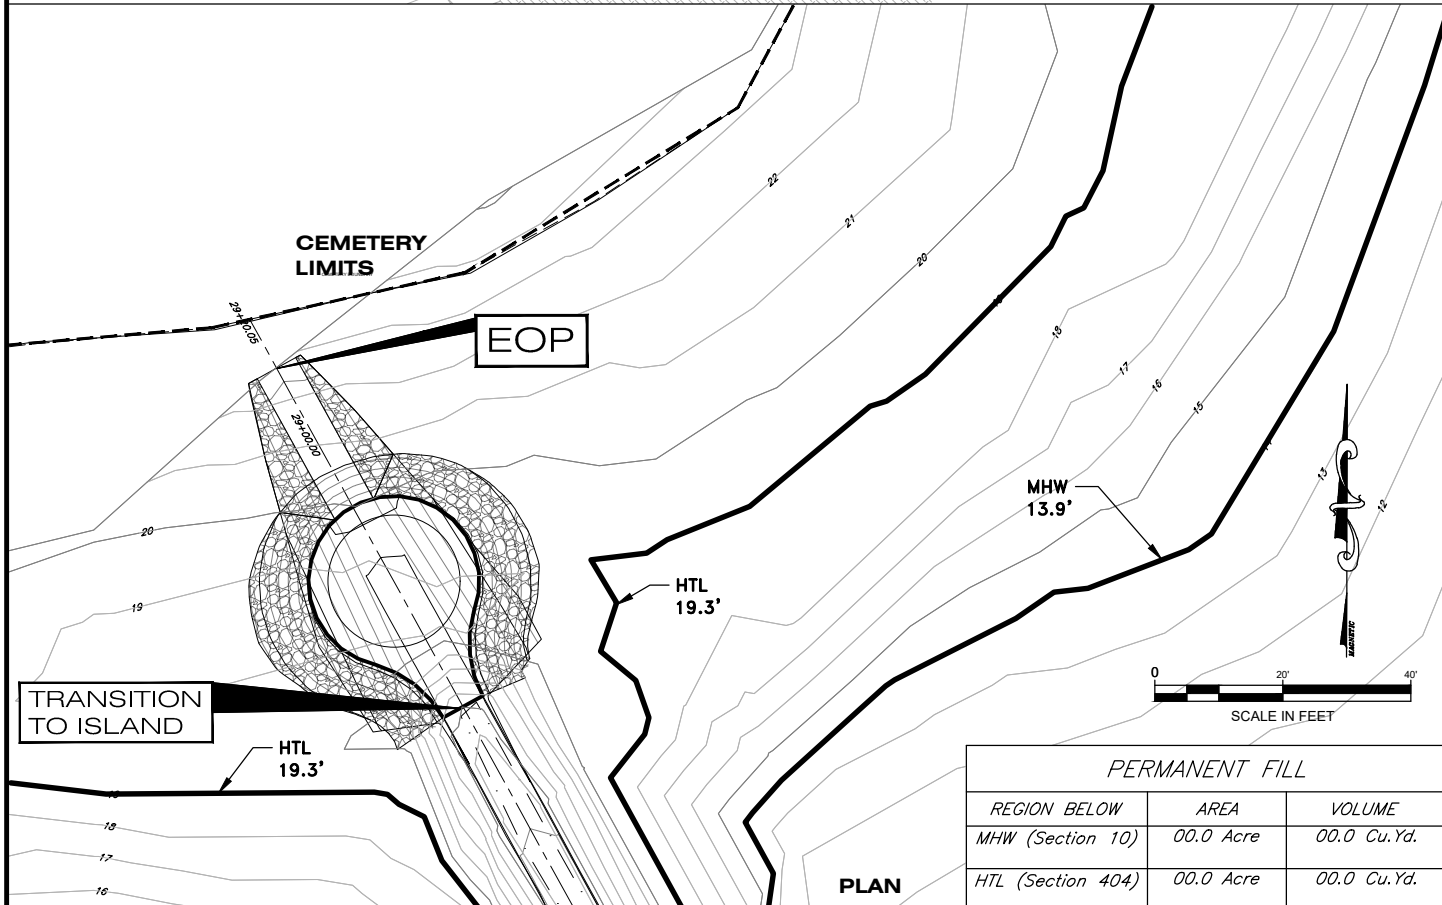 CEMETERY
LIMITS
EOP
29+00.00
22
21
20
18
17
16
15
13
12
MHW
13.9'
HTL
19.3'
20
19
TRANSITION
TO ISLAND
HTL
19.3'
18
17
16
MAGNETIC
0 20' 40'
SCALE IN FEET
PLAN
PERMANENT FILL
REGION BELOW AREA VOLUME
MHW (Section 10) 00.0 Acre 00.0 Cu.Yd.
HTL (Section 404) 00.0 Acre 00.0 Cu.Yd.